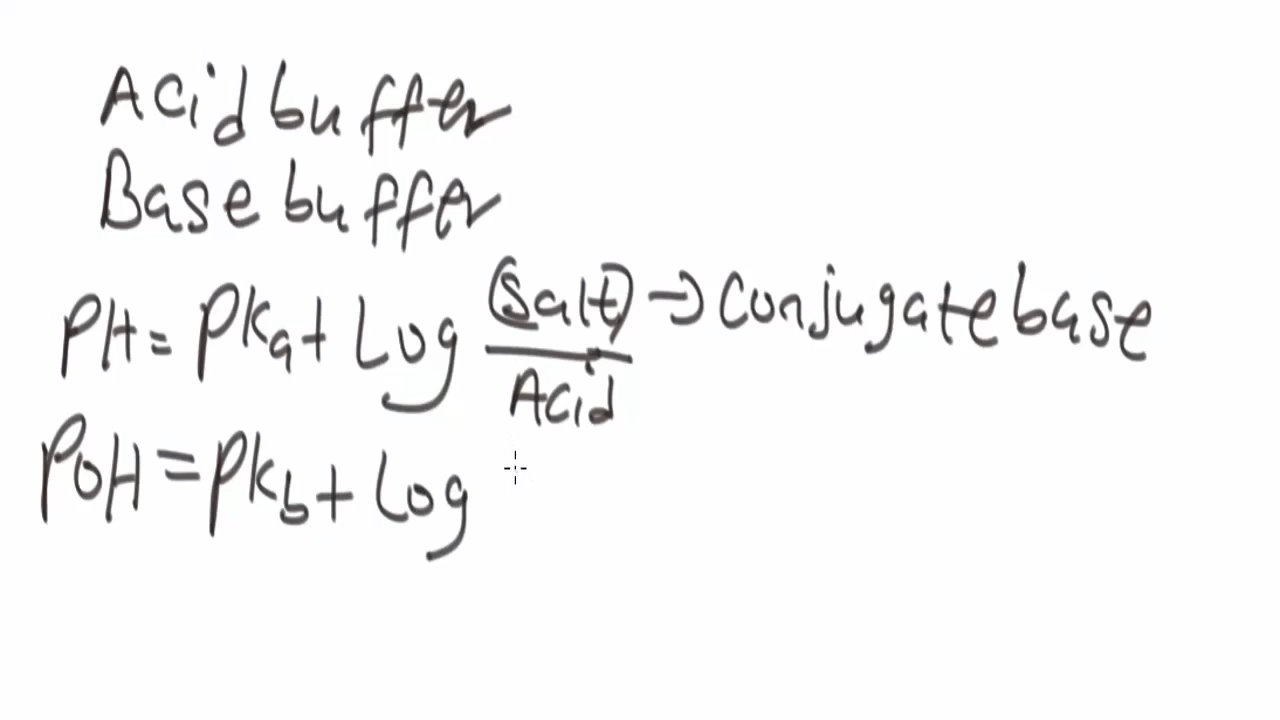 Acid buffer
Base buffer
PH = Pka + Log (salt) → conjugate base
Acid
POH = Pkb + Log